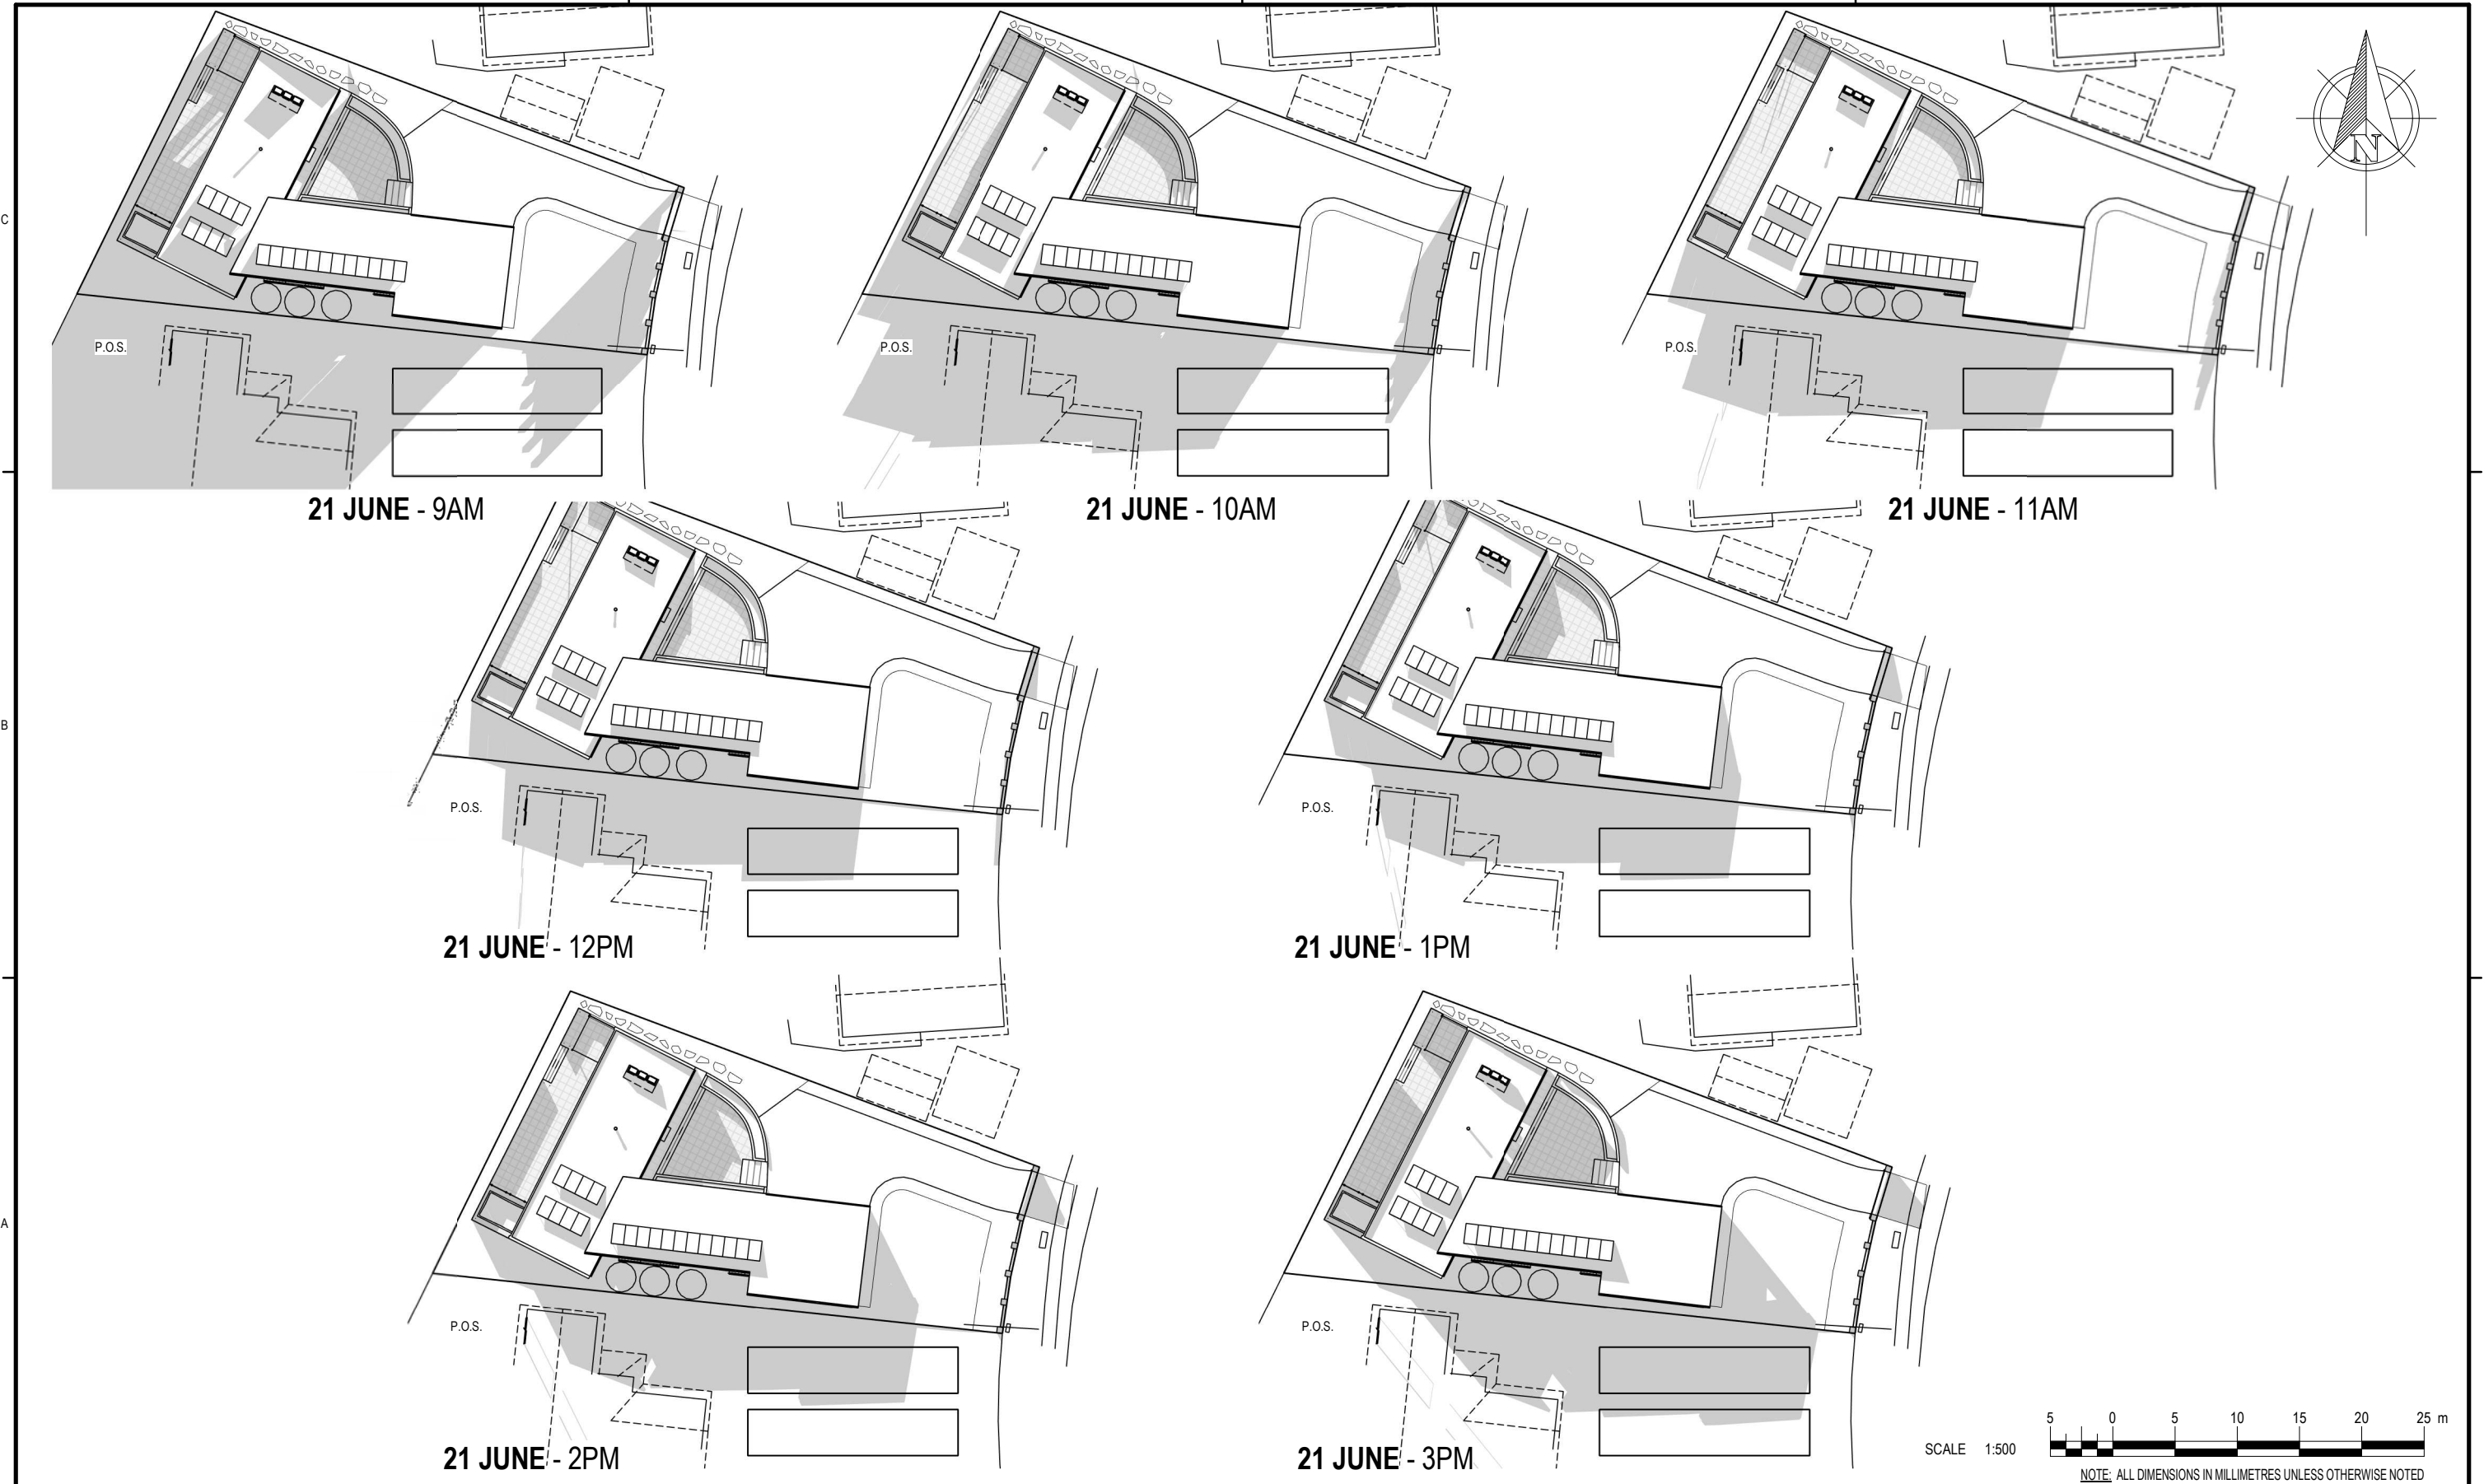 N
C
P.O.S.
P.O.S.
P.O.S.
21 JUNE - 9AM
21 JUNE - 10AM
21 JUNE - 11AM
B
P.O.S.
P.O.S.
21 JUNE - 12PM
21 JUNE - 1PM
A
P.O.S.
P.O.S.
21 JUNE - 2PM
21 JUNE - 3PM
5 0 5 10 15 20 25 m
SCALE 1:500
NOTE: ALL DIMENSIONS IN MILLIMETRES UNLESS OTHERWISE NOTED